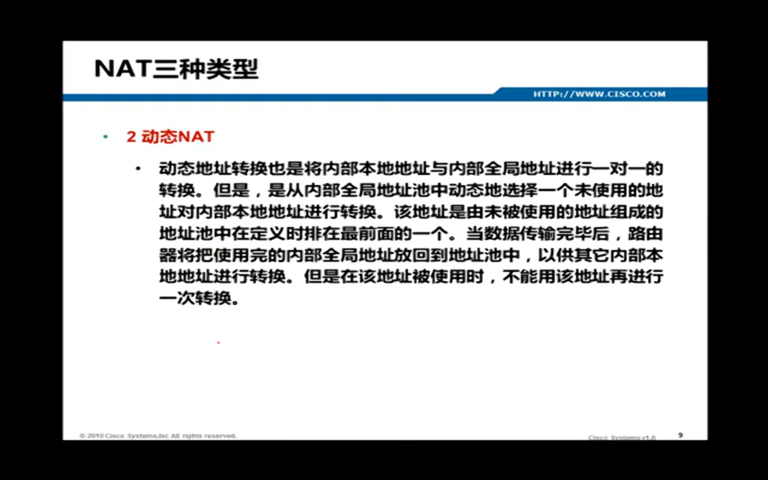 NAT三种类型
HTTP://WWW.CISCO.COM
2 动态NAT
动态地址转换也是将内部本地地址与内部全局地址进行一对一的
转换。但是，是从内部全局地址池中动态地选择一个未使用的地
址对内部本地地址进行转换。该地址是由未被使用的地址组成的
地址池中在定义时排在最前面的一个。当数据传输完毕后，路由
器将把使用完的内部全局地址放回到地址池中，以供其它内部本
地地址进行转换。但是在该地址被使用时，不能用该地址再进行
一次转换。
© 2010 Cisco Systems,Inc All rights reserved.
Cisco Systems v1.0
9